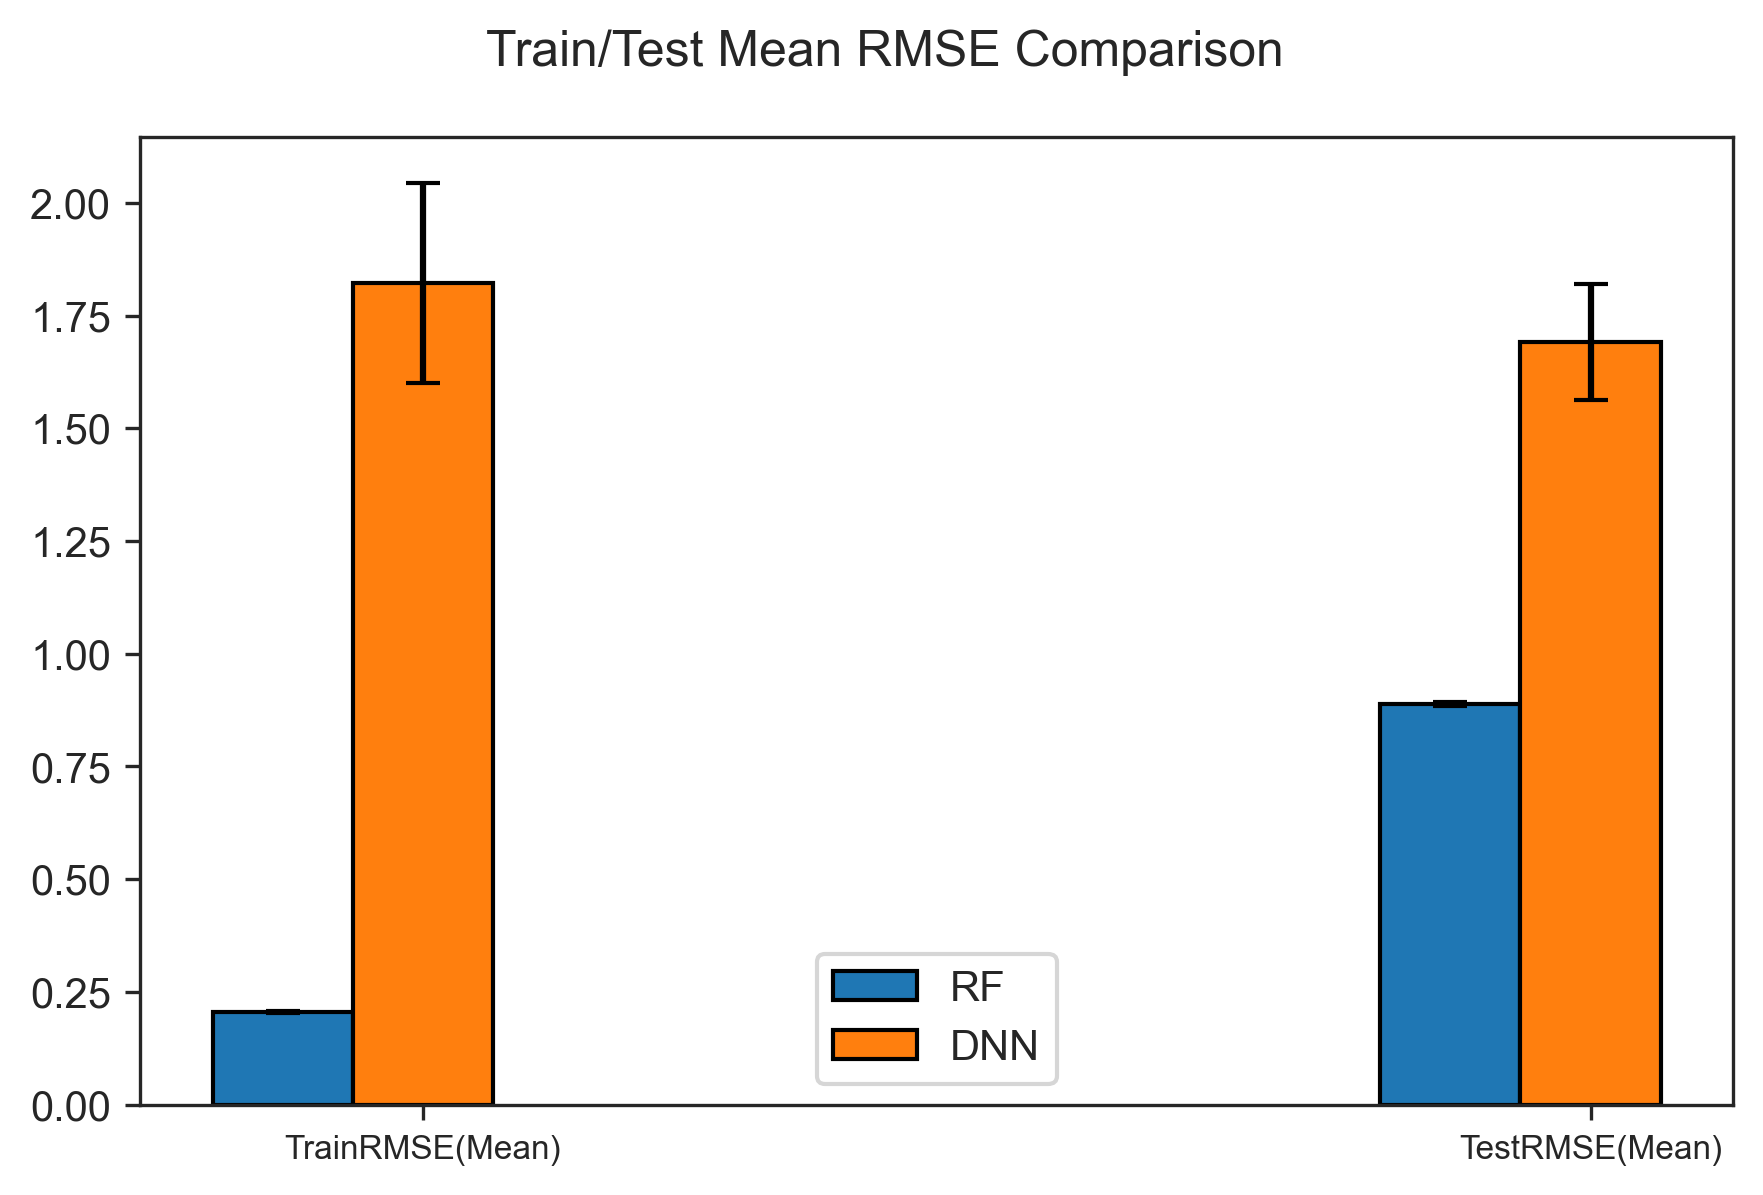 Train/Test Mean RMSE Comparison
2.00
1.75
1.50
1.25
1.00
0.75
0.50
0.25
0.00
RF
DNN
TrainRMSE(Mean)
TestRMSE(Mean)